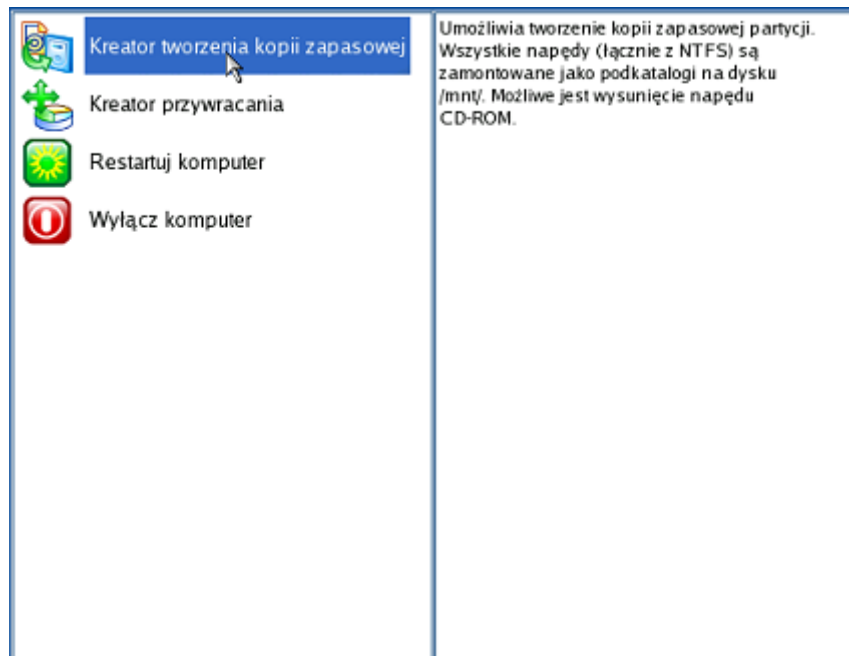 Kreator tworzenia kopii zapasowej
Kreator przywracania
Restartuj komputer
Wyłącz komputer
Umożliwia tworzenie kopii zapasowej partycji.
Wszystkie napędy (łącznie z NTFS) są
zamontowane jako podkatalogi na dysku
/mnt/. Możliwe jest wysunięcie napędu
CD-ROM.